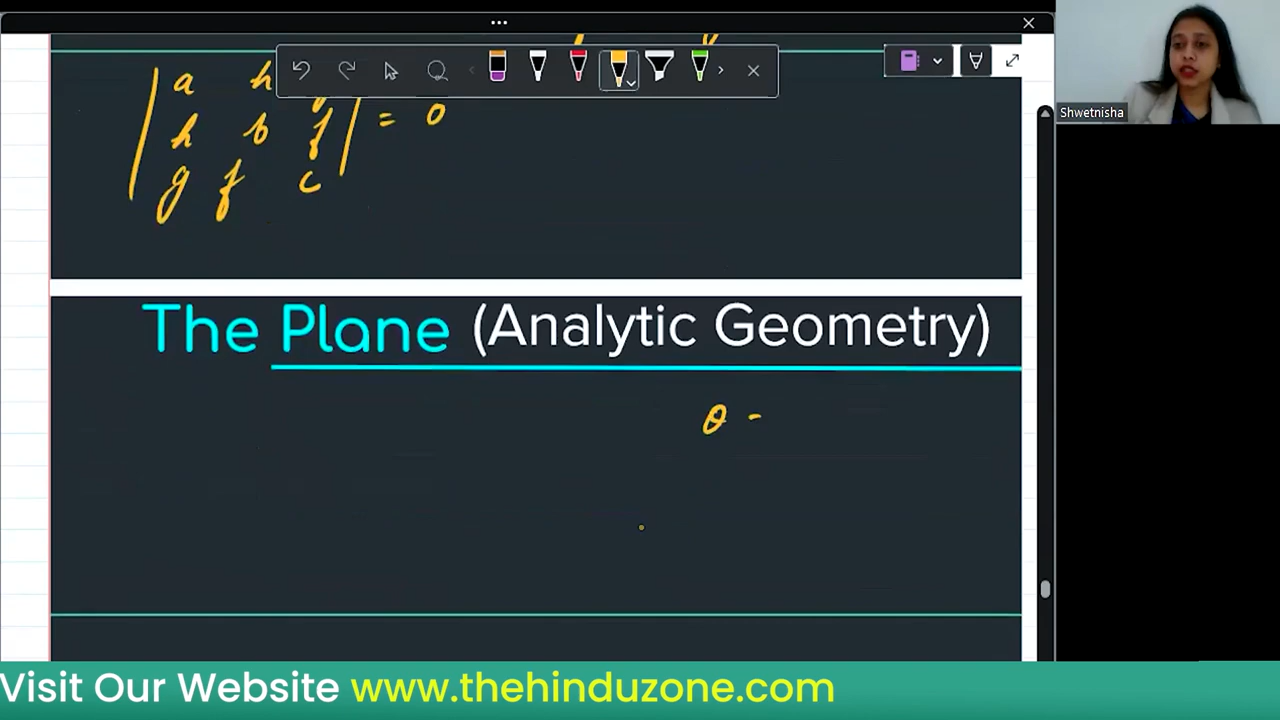 a h
h b f = 0
g f c
Shwetnisha
The Plane (Analytic Geometry)
θ -
Visit Our Website www.thehinduzone.com